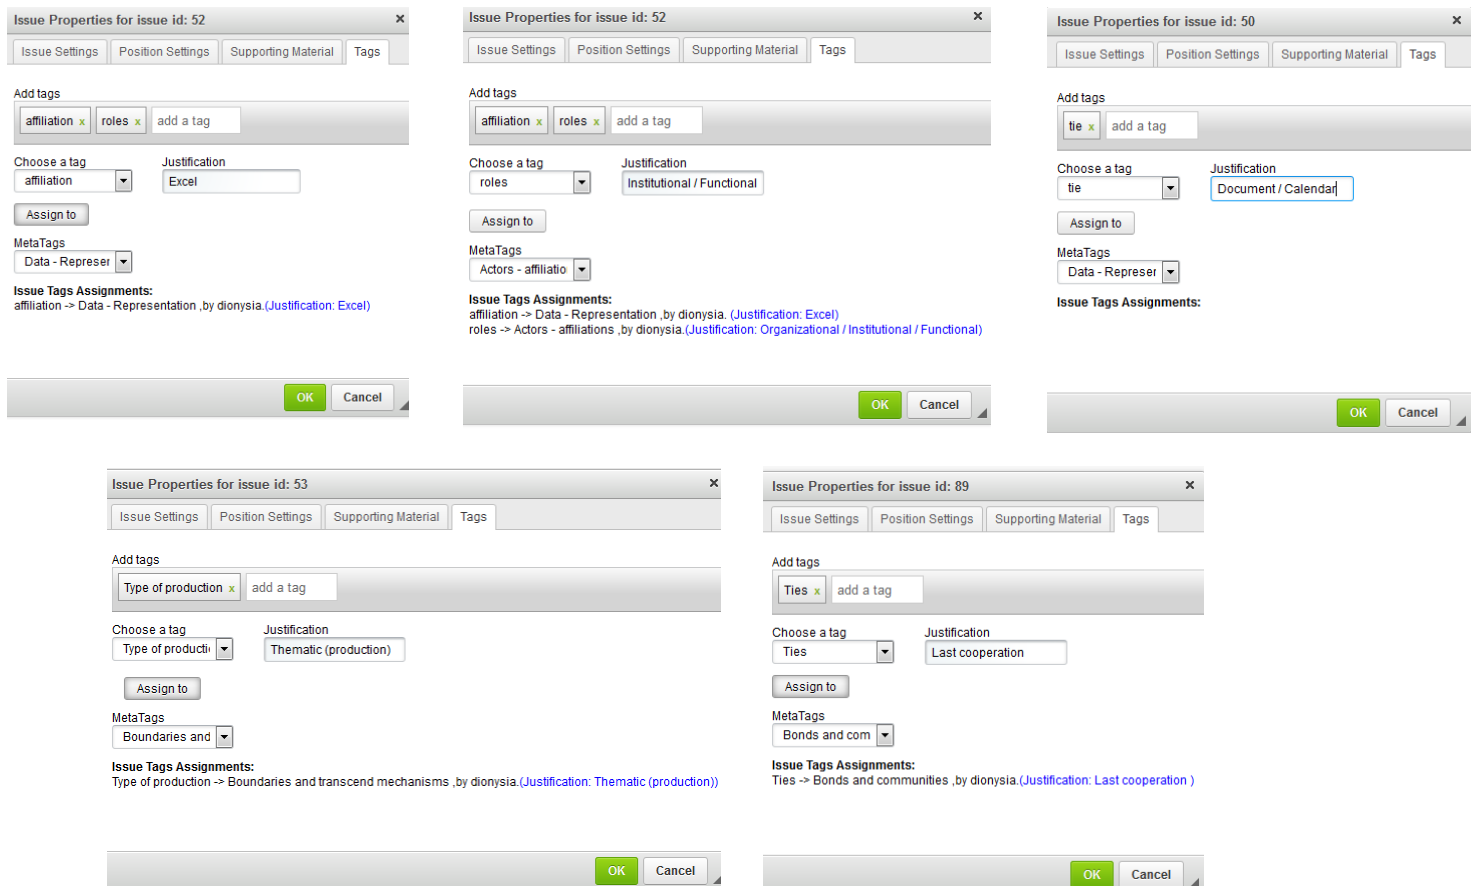 Issue Properties for issue id: 52 ×
Issue Settings Position Settings Supporting Material Tags
Add tags
affiliation x roles x add a tag
Choose a tag Justification
affiliation Excel
Assign to
MetaTags
Data - Represer
Issue Tags Assignments:
affiliation -> Data - Representation ,by dionysia.(Justification: Excel)
OK Cancel
Issue Properties for issue id: 52 ×
Issue Settings Position Settings Supporting Material Tags
Add tags
affiliation x roles x add a tag
Choose a tag Justification
roles Institutional / Functional
Assign to
MetaTags
Actors - affiliatio
Issue Tags Assignments:
affiliation -> Data - Representation ,by dionysia. (Justification: Excel)
roles -> Actors - affiliations ,by dionysia.(Justification: Organizational / Institutional / Functional)
OK Cancel
Issue Properties for issue id: 50 ×
Issue Settings Position Settings Supporting Material Tags
Add tags
tie x add a tag
Choose a tag Justification
tie Document / Calendar
Assign to
MetaTags
Data - Represer
Issue Tags Assignments:
OK Cancel
Issue Properties for issue id: 53 ×
Issue Settings Position Settings Supporting Material Tags
Add tags
Type of production x add a tag
Choose a tag Justification
Type of producti Thematic (production)
Assign to
MetaTags
Boundaries and
Issue Tags Assignments:
Type of production -> Boundaries and transcend mechanisms ,by dionysia.(Justification: Thematic (production))
OK Cancel
Issue Properties for issue id: 89 ×
Issue Settings Position Settings Supporting Material Tags
Add tags
Ties x add a tag
Choose a tag Justification
Ties Last cooperation
Assign to
MetaTags
Bonds and com
Issue Tags Assignments:
Ties -> Bonds and communities ,by dionysia.(Justification: Last cooperation )
OK Cancel